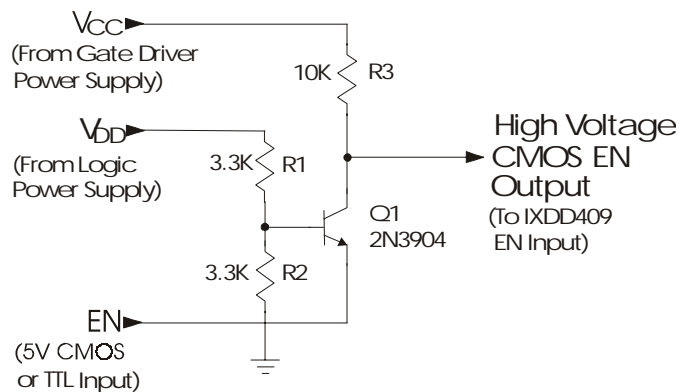 VCC
(From Gate Driver
Power Supply)
10K
R3
VDD
(From Logic
Power Supply)
3.3K
R1
High Voltage
CMOS EN
Output
(To IXDD409
EN Input)
Q1
2N3904
3.3K
R2
EN
(5V CMOS
or TTL Input)